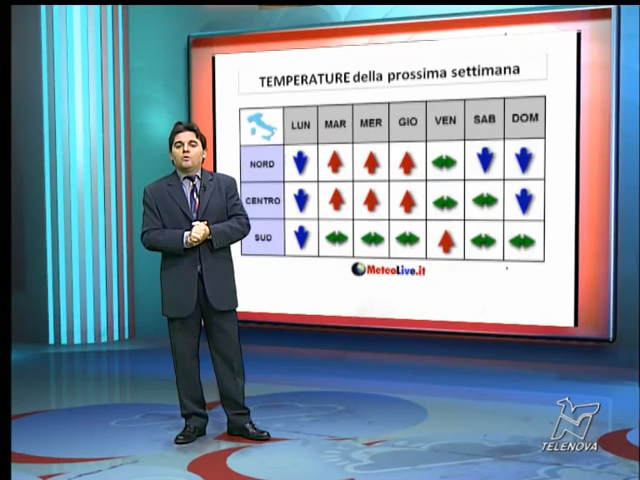 TEMPERATURE della prossima settimana
LUN MAR MER GIO VEN SAB DOM
NORD
CENTRO
SUD
MeteoLive.it
TELENOVA